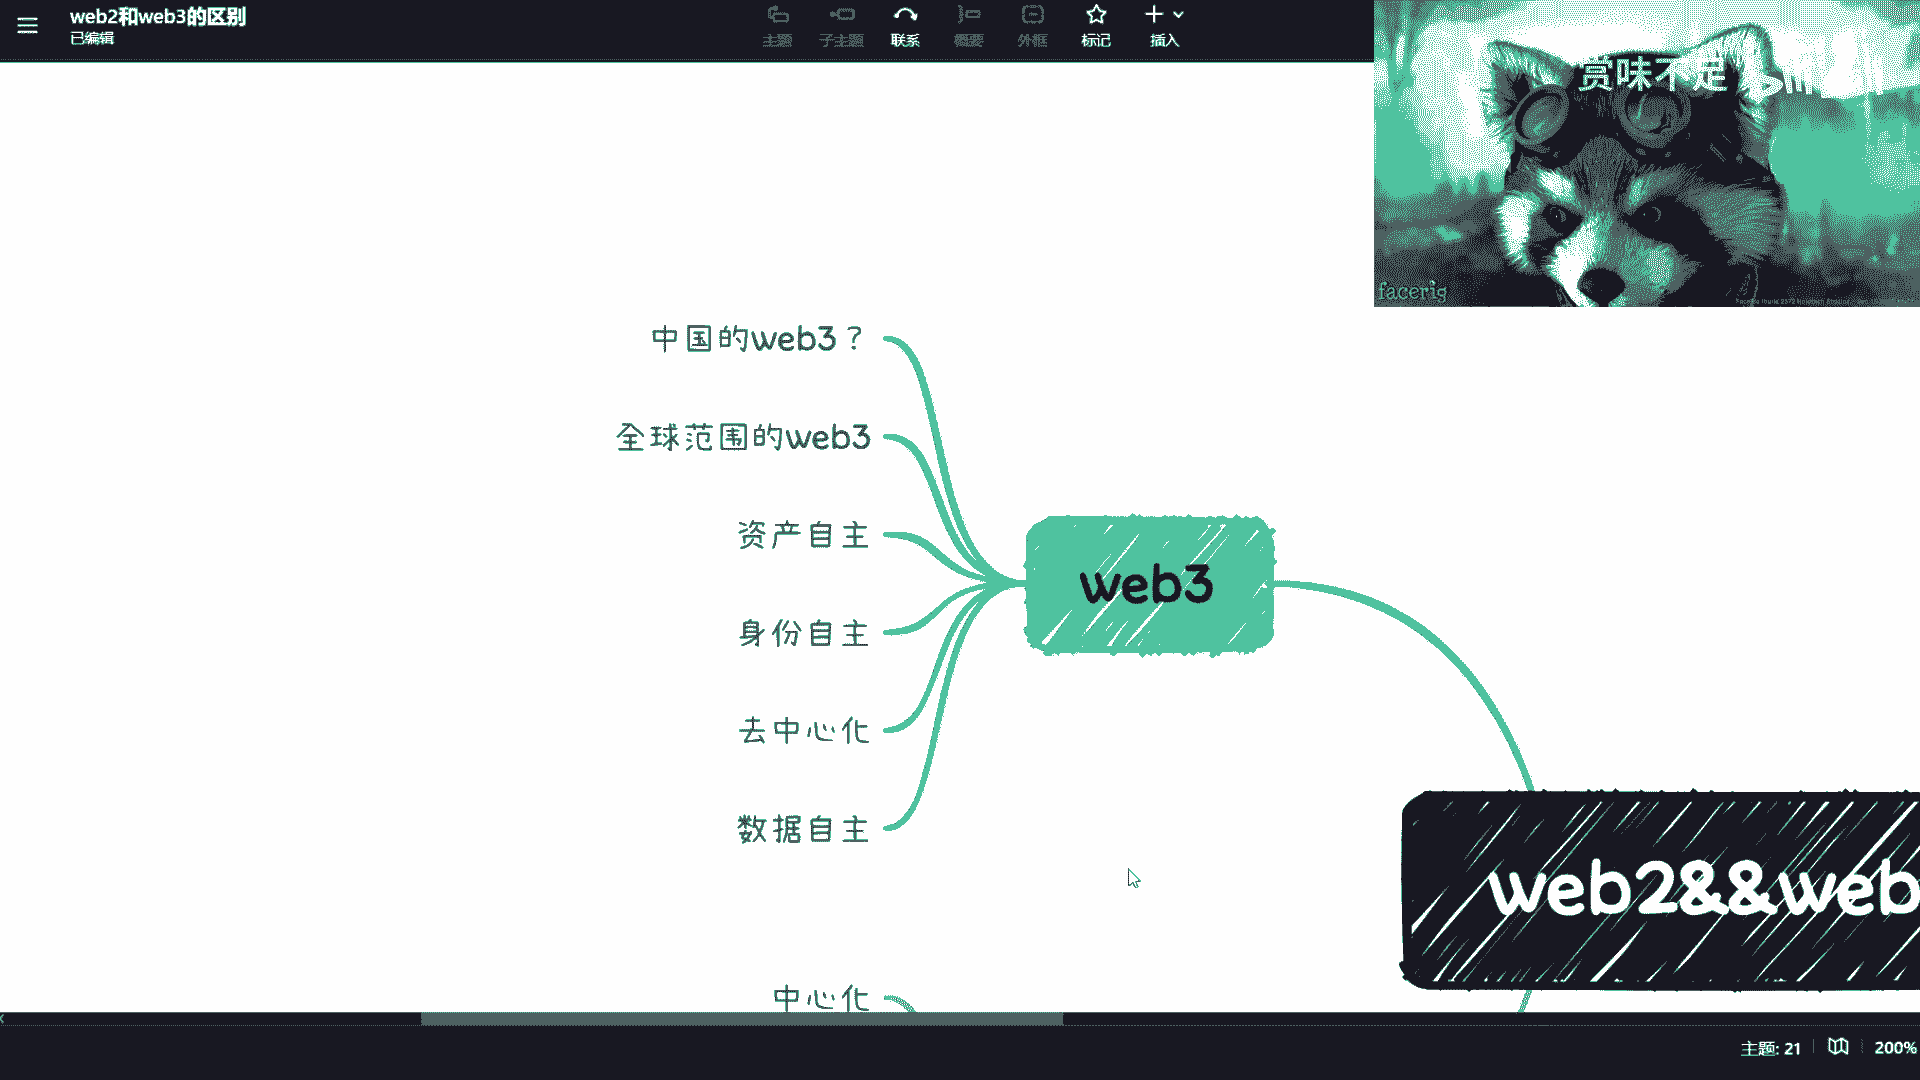 web2和web3的区别
已编辑
主题
子主题
联系
概要
外框
标记
插入
赏味不足
facerig
中国的web3？
全球范围的web3
资产自主
身份自主
去中心化
数据自主
web3
web2&&web
中心化
主题: 21
200%